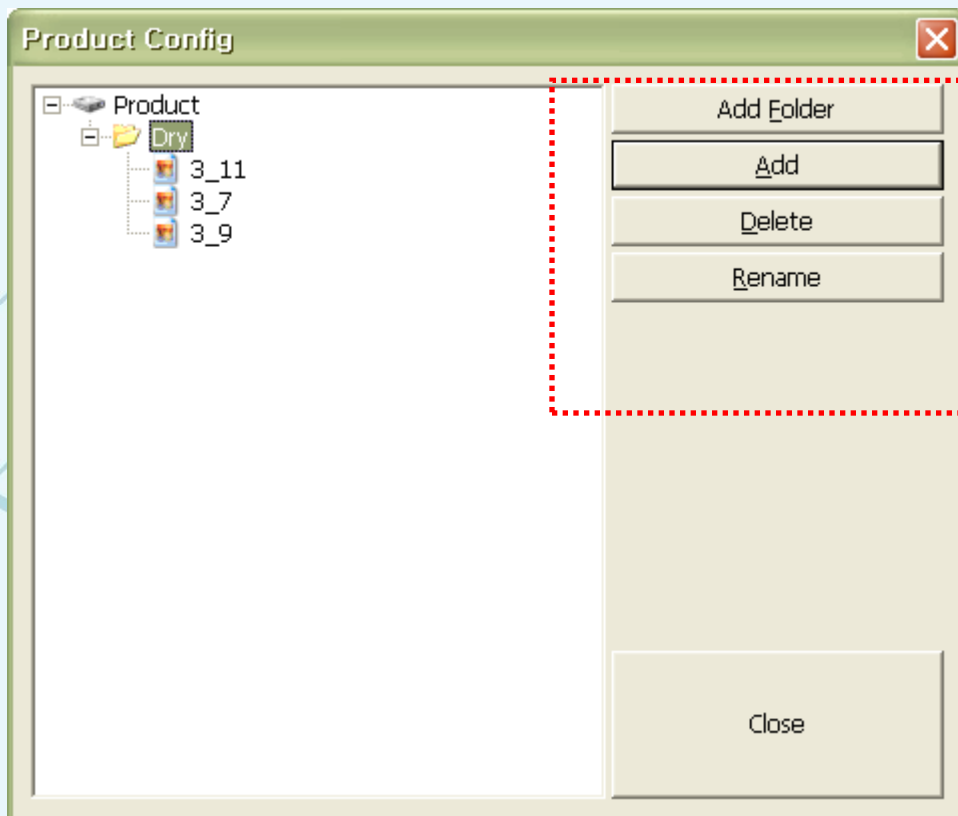 Product Config
Product
Dry
3_11
3_7
3_9
Add Folder
Add
Delete
Rename
Close